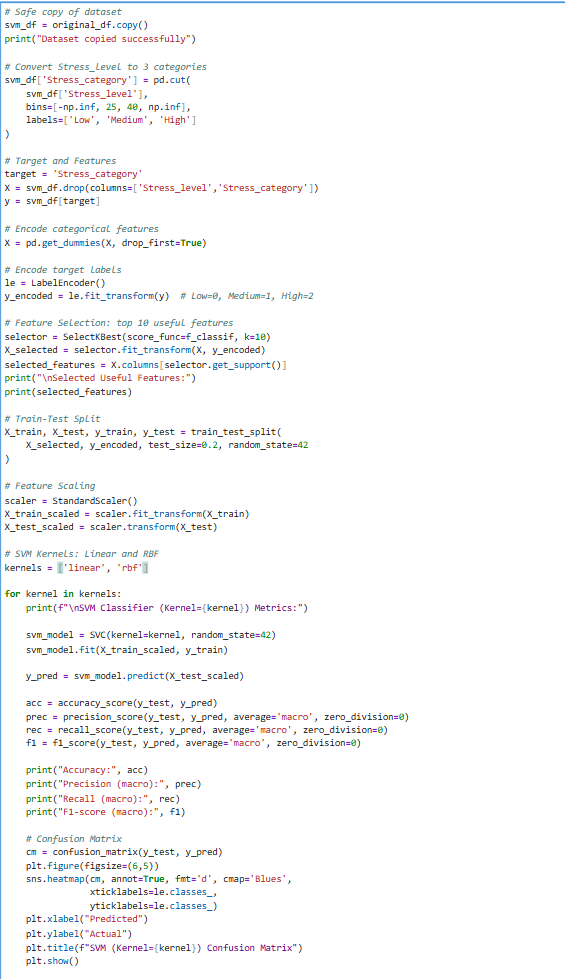 # Safe copy of dataset
svm_df = original_df.copy()
print("Dataset copied successfully")

# Convert Stress_level to 3 categories
svm_df['Stress_category'] = pd.cut(
    svm_df['Stress_level'],
    bins=[-np.inf, 25, 40, np.inf],
    labels=['Low', 'Medium', 'High']
)

# Target and Features
target = 'Stress_category'
X = svm_df.drop(columns=['Stress_level','Stress_category'])
y = svm_df[target]

# Encode categorical features
X = pd.get_dummies(X, drop_first=True)

# Encode target labels
le = LabelEncoder()
y_encoded = le.fit_transform(y)  # Low=0, Medium=1, High=2

# Feature Selection: top 10 useful features
selector = SelectKBest(score_func=f_classif, k=10)
X_selected = selector.fit_transform(X, y_encoded)
selected_features = X.columns[selector.get_support()]
print("\nSelected Useful Features:")
print(selected_features)

# Train-Test Split
X_train, X_test, y_train, y_test = train_test_split(
    X_selected, y_encoded, test_size=0.2, random_state=42
)

# Feature Scaling
scaler = StandardScaler()
X_train_scaled = scaler.fit_transform(X_train)
X_test_scaled = scaler.transform(X_test)

# SVM Kernels: Linear and RBF
kernels = ['linear', 'rbf']

for kernel in kernels:
    print(f"\nSVM Classifier (Kernel={kernel}) Metrics:")

    svm_model = SVC(kernel=kernel, random_state=42)
    svm_model.fit(X_train_scaled, y_train)

    y_pred = svm_model.predict(X_test_scaled)

    acc = accuracy_score(y_test, y_pred)
    prec = precision_score(y_test, y_pred, average='macro', zero_division=0)
    rec = recall_score(y_test, y_pred, average='macro', zero_division=0)
    f1 = f1_score(y_test, y_pred, average='macro', zero_division=0)

    print("Accuracy:", acc)
    print("Precision (macro):", prec)
    print("Recall (macro):", rec)
    print("F1-score (macro):", f1)

    # Confusion Matrix
    cm = confusion_matrix(y_test, y_pred)
    plt.figure(figsize=(6,5))
    sns.heatmap(cm, annot=True, fmt='d', cmap='Blues',
                xticklabels=le.classes_,
                yticklabels=le.classes_)
    plt.xlabel("Predicted")
    plt.ylabel("Actual")
    plt.title(f"SVM (Kernel={kernel}) Confusion Matrix")
    plt.show()